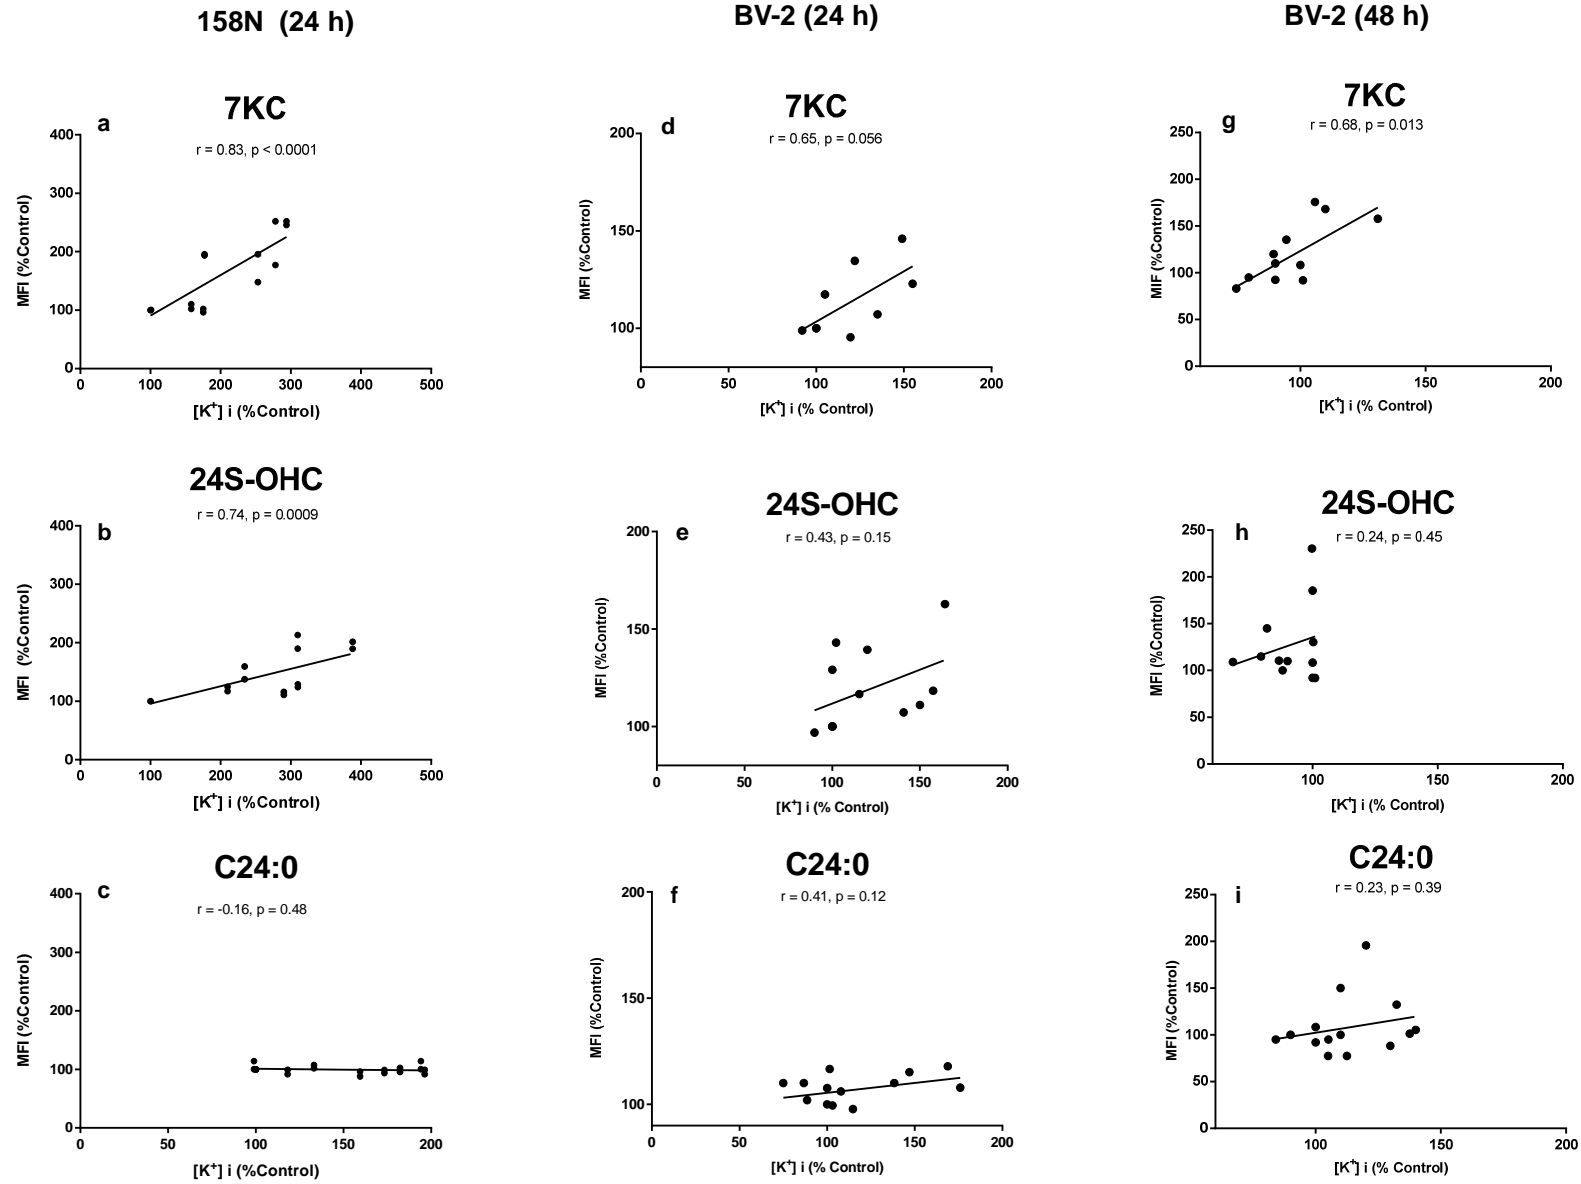 158N (24 h)
BV-2 (24 h)
BV-2 (48 h)
a
7KC
r = 0.83, p < 0.0001
MFI (%Control)
400
300
200
100
0
0 100 200 300 400 500
[K+] i (%Control)
d
7KC
r = 0.65, p = 0.056
MFI (%Control)
200
150
100
0 50 100 150 200
[K+] i (% Control)
g
7KC
r = 0.68, p = 0.013
MIF (%Control)
250
200
150
100
50
0
100 150 200
[K+] i (% Control)
b
24S-OHC
r = 0.74, p = 0.0009
MFI (%Control)
400
300
200
100
0
0 100 200 300 400 500
[K+] i (%Control)
e
24S-OHC
r = 0.43, p = 0.15
MFI (%Control)
200
150
100
0 50 100 150 200
[K+] i (% Control)
h
24S-OHC
r = 0.24, p = 0.45
MFI (%Control)
250
200
150
100
50
0
100 150 200
[K+] i (% Control)
c
C24:0
r = -0.16, p = 0.48
MFI (%Control)
400
300
200
100
0
0 50 100 150 200
[K+] i (%Control)
f
C24:0
r = 0.41, p = 0.12
MFI (%Control)
200
150
100
0 50 100 150 200
[K+] i (% Control)
i
C24:0
r = 0.23, p = 0.39
MFI (%Control)
250
200
150
100
50
0
100 150 200
[K+] i (% Control)